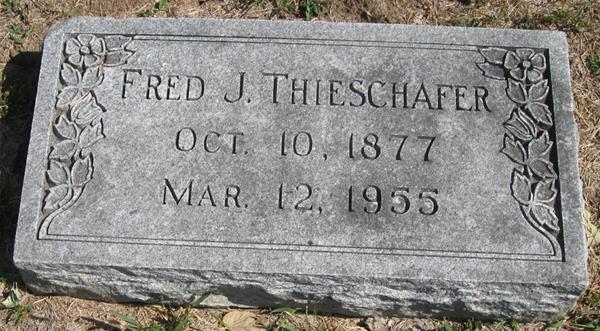 Fred J. Thieschafer
Oct. 10, 1877
Mar. 12, 1955